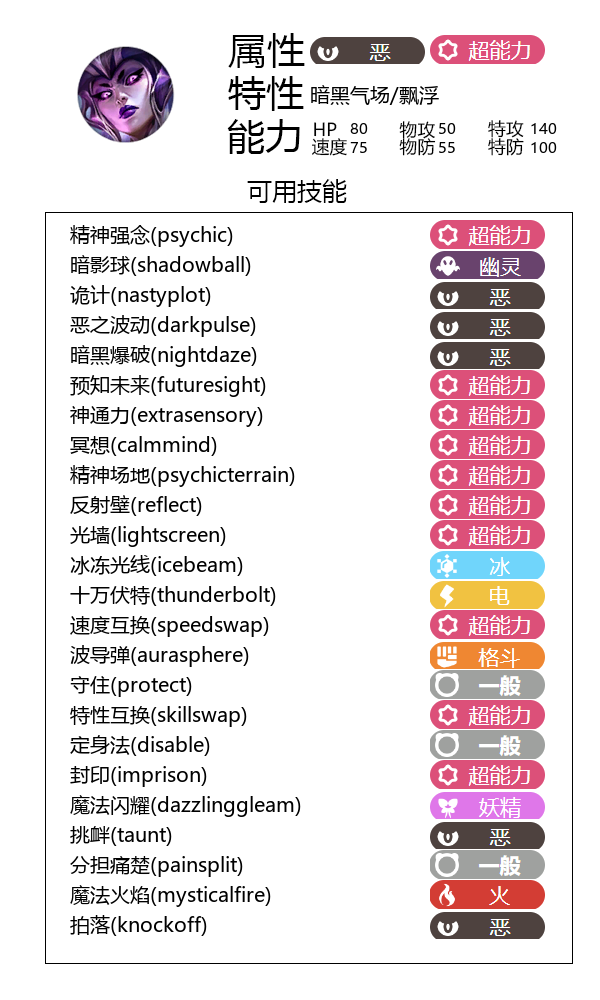 属性 恶 超能力
特性 暗黑气场/飘浮
能力 HP 80 物攻 50 特攻 140
速度 75 物防 55 特防 100
可用技能
精神强念(psychic) 超能力
暗影球(shadowball) 幽灵
诡计(nastyplot) 恶
恶之波动(darkpulse) 恶
暗黑爆破(nightdaze) 恶
预知未来(futuresight) 超能力
神通力(extrasensory) 超能力
冥想(calmmind) 超能力
精神场地(psychicterrain) 超能力
反射壁(reflect) 超能力
光墙(lightscreen) 超能力
冰冻光线(icebeam) 冰
十万伏特(thunderbolt) 电
速度互换(speedswap) 超能力
波导弹(aurasphere) 格斗
守住(protect) 一般
特性互换(skillswap) 超能力
定身法(disable) 一般
封印(imprison) 超能力
魔法闪耀(dazzlinggleam) 妖精
挑衅(taunt) 恶
分担痛楚(painsplit) 一般
魔法火焰(mysticalfire) 火
拍落(knockoff) 恶